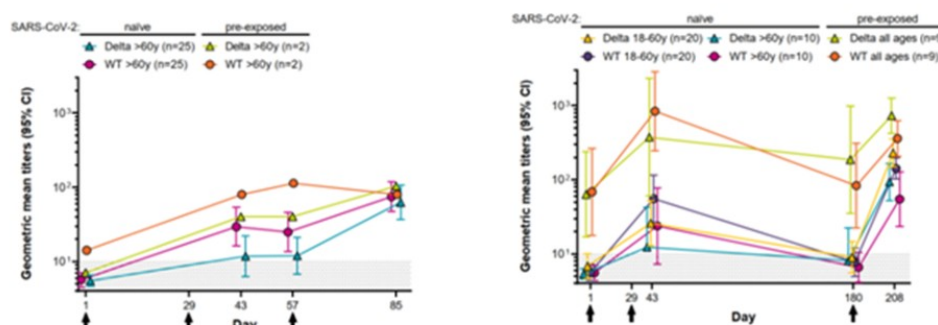 SARS-CoV-2: naïve pre-exposed
Delta >60y (n=25) Delta >60y (n=2)
WT >60y (n=25) WT >60y (n=2)
Geometric mean titers (95% CI)
10³
10²
10¹
1 29 43 57 85
Day
SARS-CoV-2: naïve pre-exposed
Delta 18-60y (n=20) Delta >60y (n=10) Delta all ages (n=9
WT 18-60y (n=20) WT >60y (n=10) WT all ages (n=9)
Geometric mean titers (95% CI)
10³
10²
10¹
1 29 43 180 208
Day